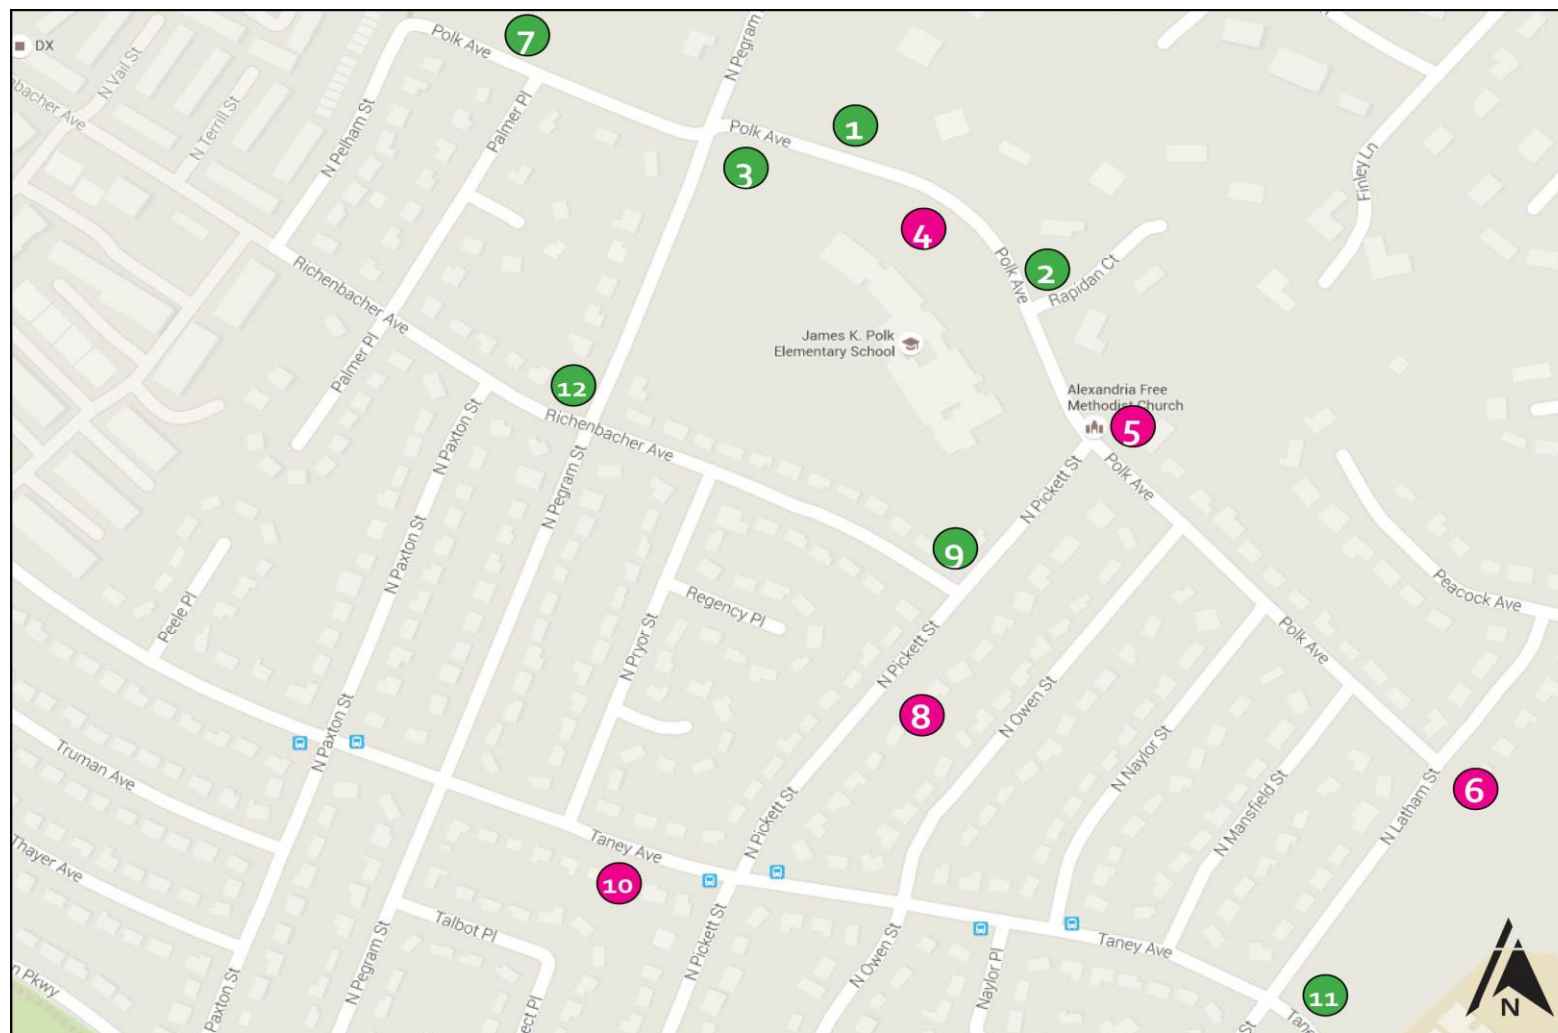 DX
N Vail St
bacher Ave
N Terrill St
N Pelham St
Polk Ave
7
Palmer Pl
N Pegram
Polk Ave
1
3
4
Polk Ave
2
Rapidan Ct
Finley Ln
Richenbacher Ave
Palmer Pl
James K. Polk
Elementary School
12
Richenbacher Ave
Alexandria Free
Methodist Church
5
Polk Ave
N Pickett St
N Paxton St
N Pegram St
N Paxton St
9
Peacock Ave
Peele Pl
Regency Pl
N Pryor St
N Pickett St
Polk Ave
8
N Owen St
N Naylor St
N Paxton St
Truman Ave
6
N Latham St
N Mansfield St
N Pickett St
Taney Ave
10
Thayer Ave
Talbot Pl
N Pickett St
N Owen St
Naylor Pl
Taney Ave
11
N Pegram St
Paxton St
n Pkwy
ect Pl
St
Tane
N